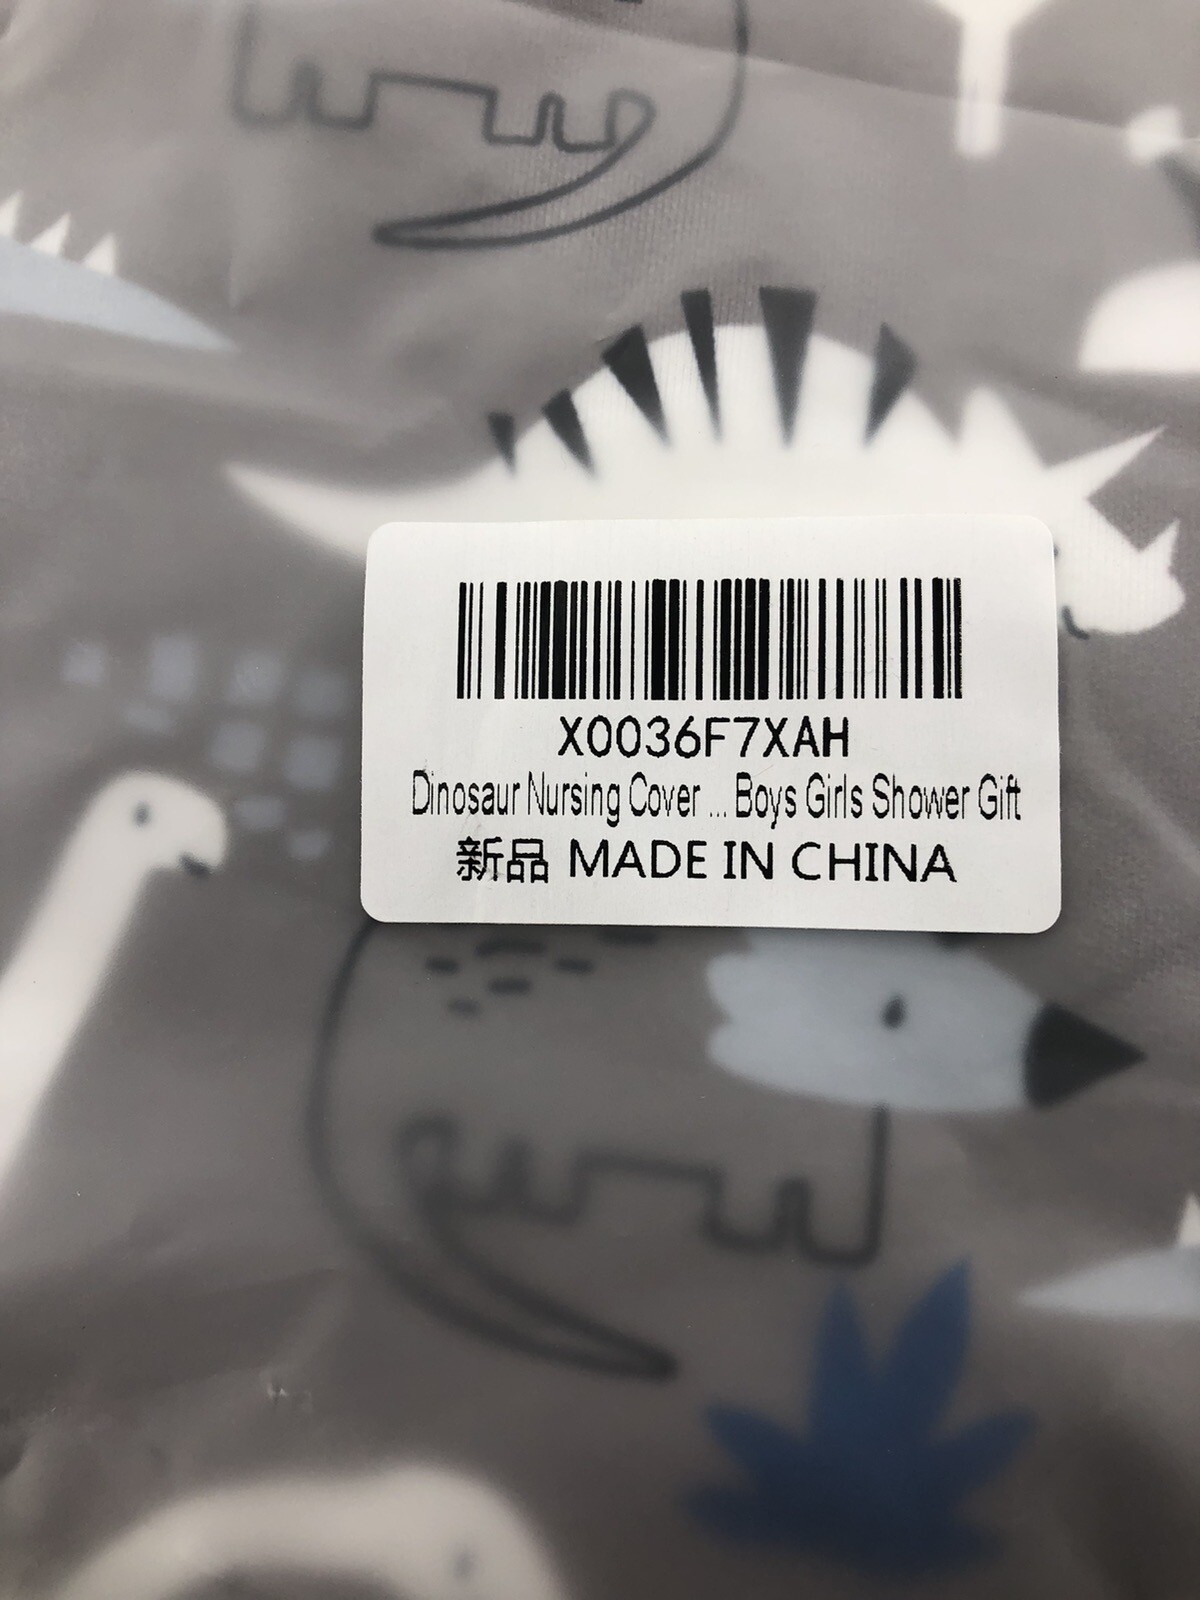 X0036F7XAH
Dinosaur Nursing Cover ... Boys Girls Shower Gift
新品 MADE IN CHINA